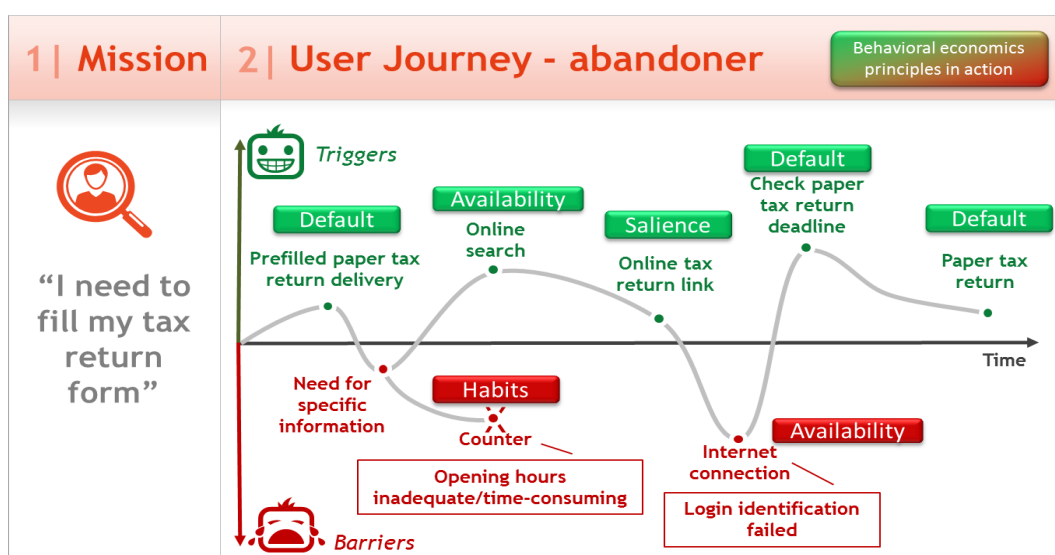 1| Mission
2| User Journey - abandoner
Behavioral economics
principles in action
“I need to
fill my tax
return
form”
Triggers
Default
Prefilled paper tax
return delivery
Availability
Online
search
Salience
Online tax
return link
Default
Check paper
tax return
deadline
Default
Paper tax
return
Time
Need for
specific
information
Habits
Counter
Opening hours
inadequate/time-consuming
Availability
Internet
connection
Login identification
failed
Barriers